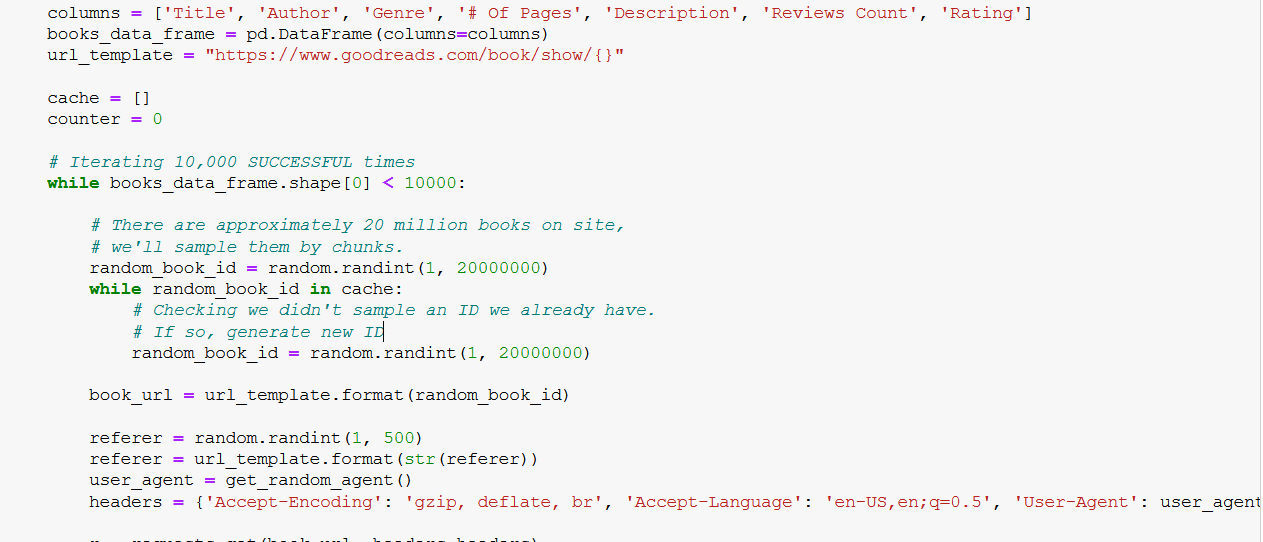 columns = ['Title', 'Author', 'Genre', '# Of Pages', 'Description', 'Reviews Count', 'Rating']
books_data_frame = pd.DataFrame(columns=columns)
url_template = "https://www.goodreads.com/book/show/{}"
cache = []
counter = 0
# Iterating 10,000 SUCCESSFUL times
while books_data_frame.shape[0] < 10000:
# There are approximately 20 million books on site,
# we'll sample them by chunks.
random_book_id = random.randint(1, 20000000)
while random_book_id in cache:
# Checking we didn't sample an ID we already have.
# If so, generate new ID
random_book_id = random.randint(1, 20000000)
book_url = url_template.format(random_book_id)
referer = random.randint(1, 500)
referer = url_template.format(str(referer))
user_agent = get_random_agent()
headers = {'Accept-Encoding': 'gzip, deflate, br', 'Accept-Language': 'en-US,en;q=0.5', 'User-Agent': user_agent